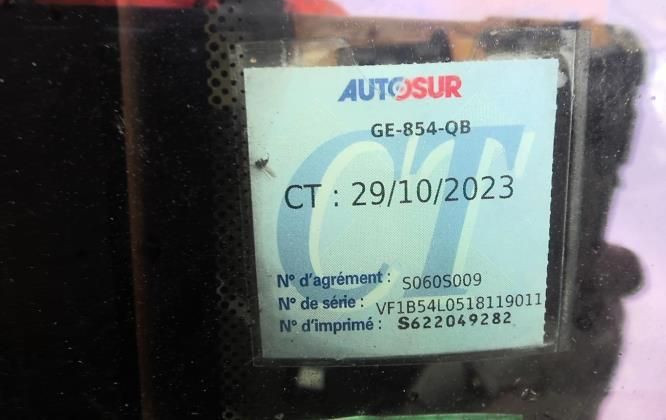 AUTOSUR
GE-854-QB
CT
CT : 29/10/2023
N° d'agrément : S060S009
N° de série : VF1B54L0518119011
N° d'imprimé : S622049282